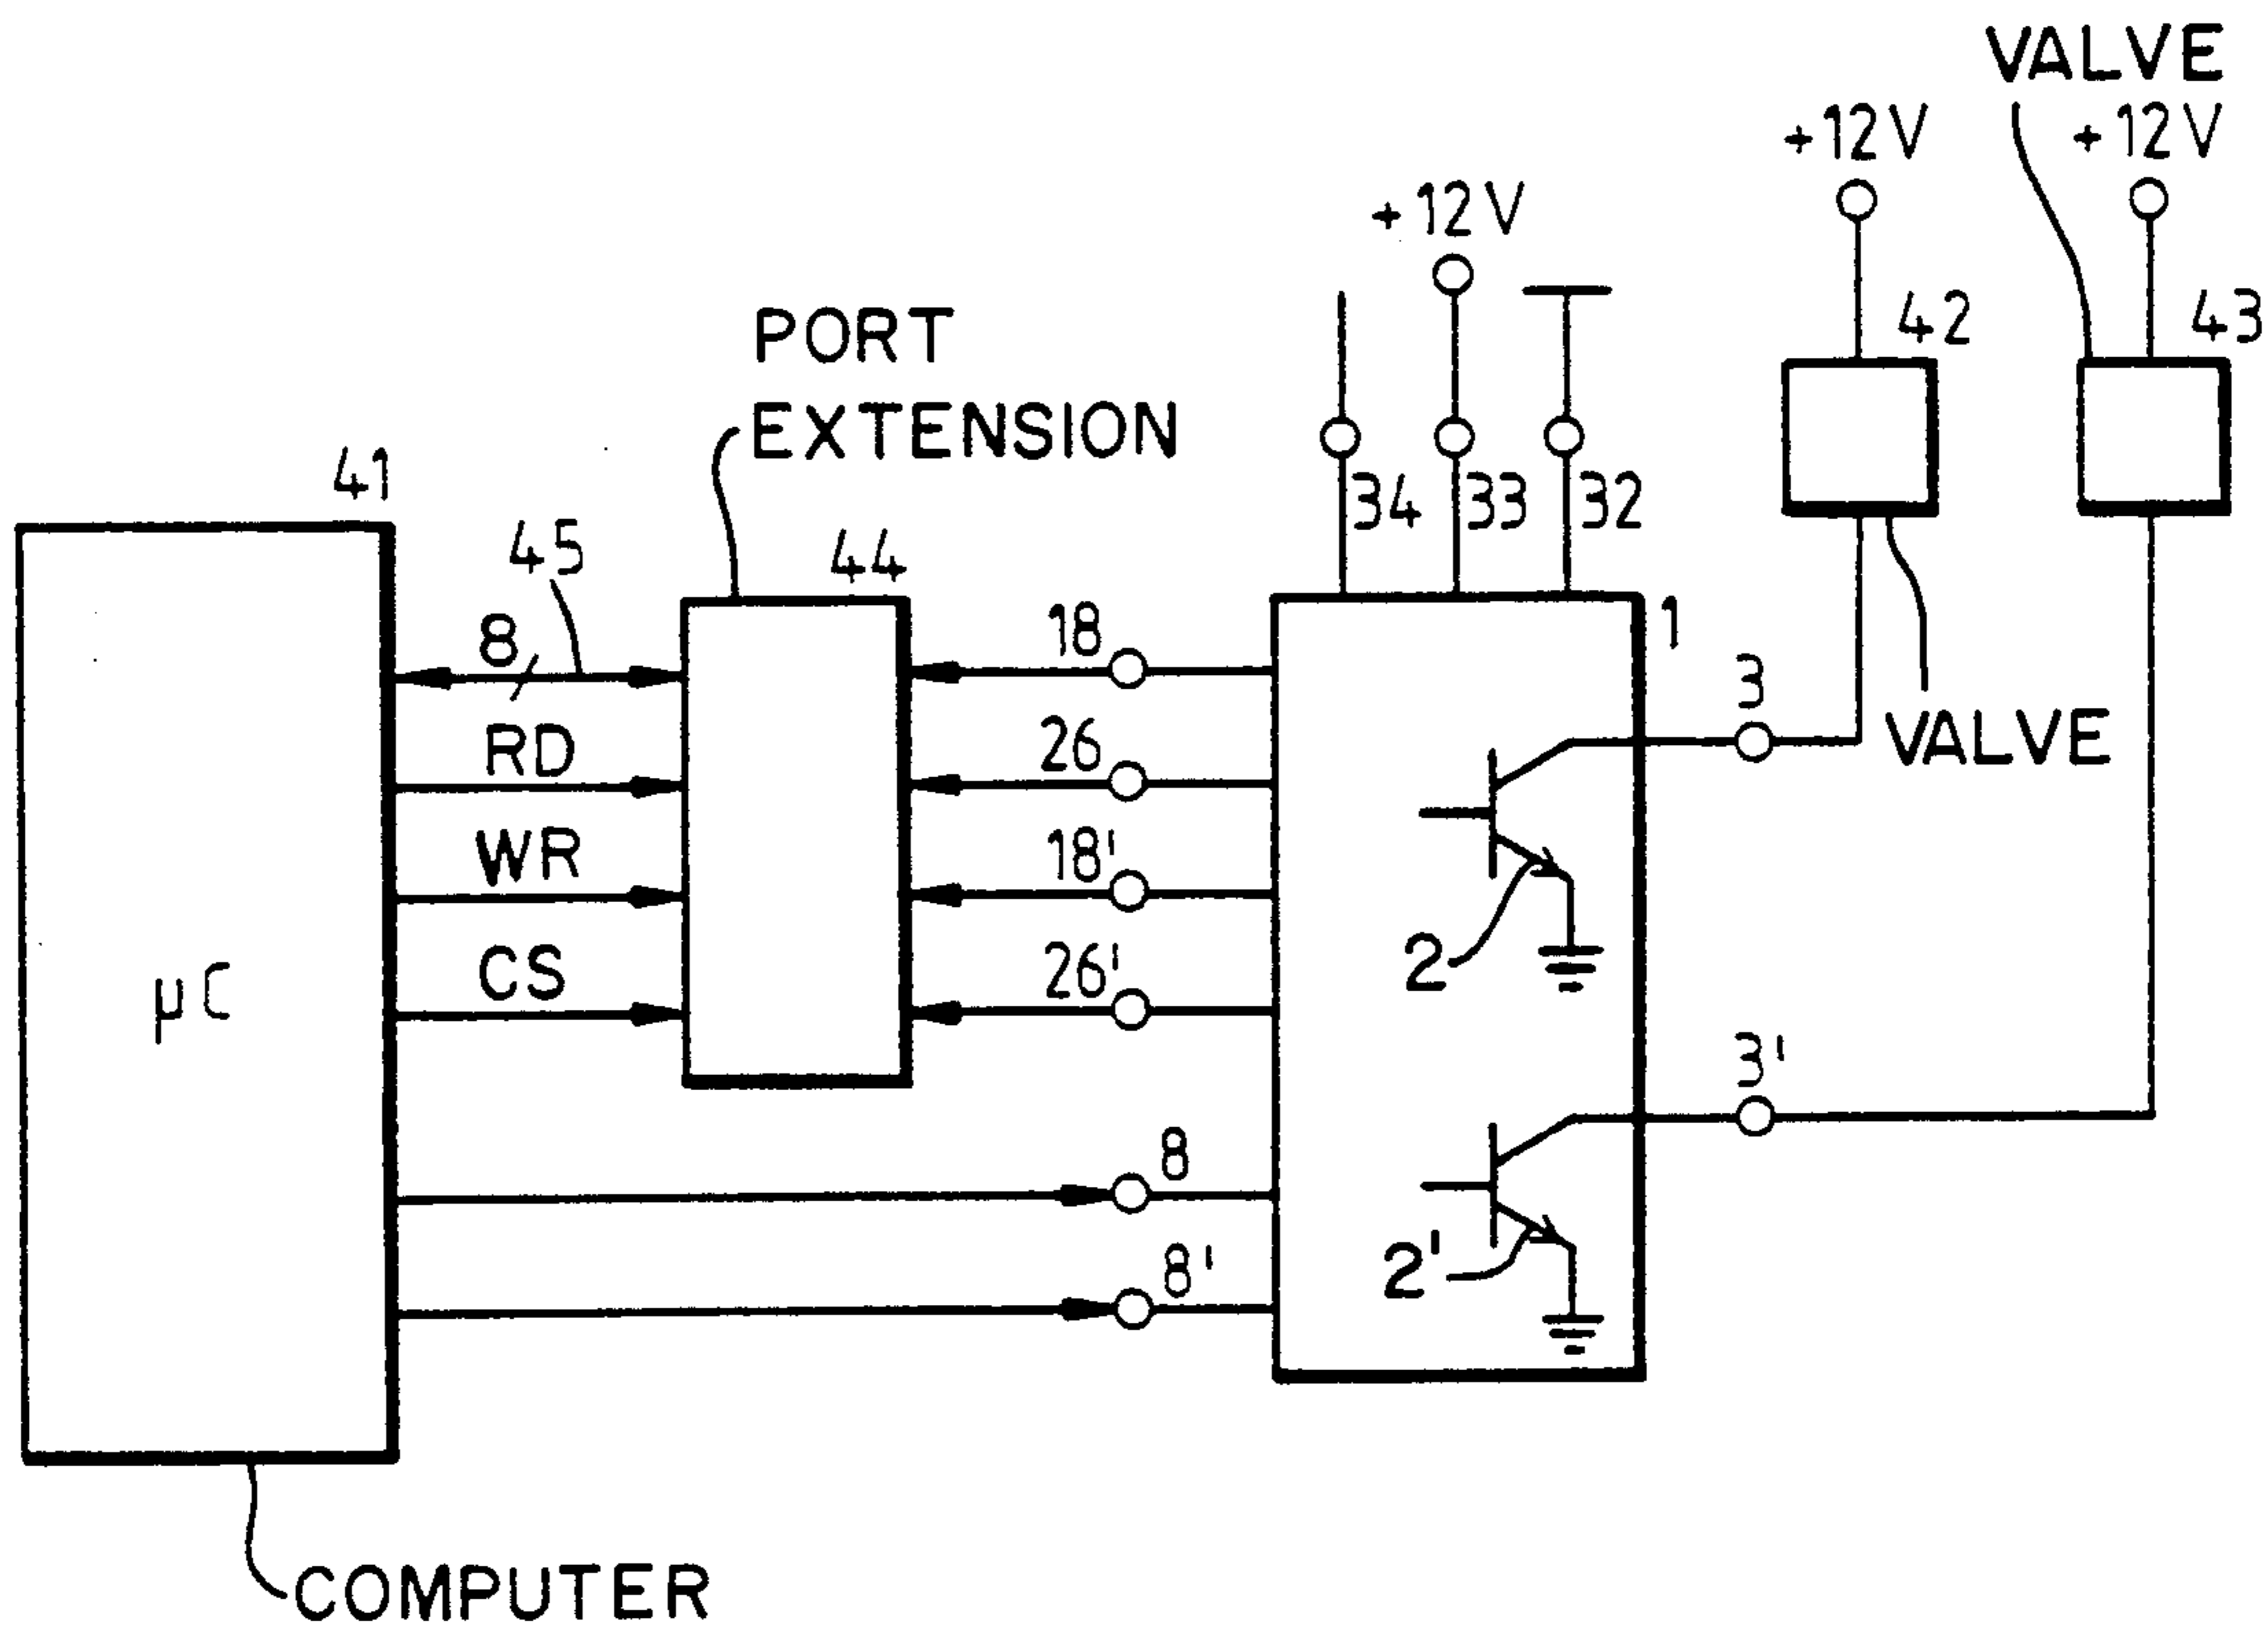 VALVE
+12V
+12V
+12V
42
43
PORT
EXTENSION
34
33
32
41
45
44
8
18
1
3
RD
26
VALVE
WR
18'
CS
26'
2
µC
3'
8
8'
2'
COMPUTER